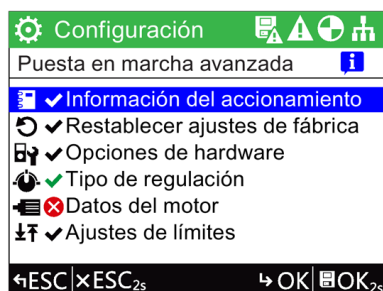 Configuración
Puesta en marcha avanzada i
Información del accionamiento
Restablecer ajustes de fábrica
Opciones de hardware
Tipo de regulación
Datos del motor
Ajustes de límites
ESC|×ESC2s OK|OK2s